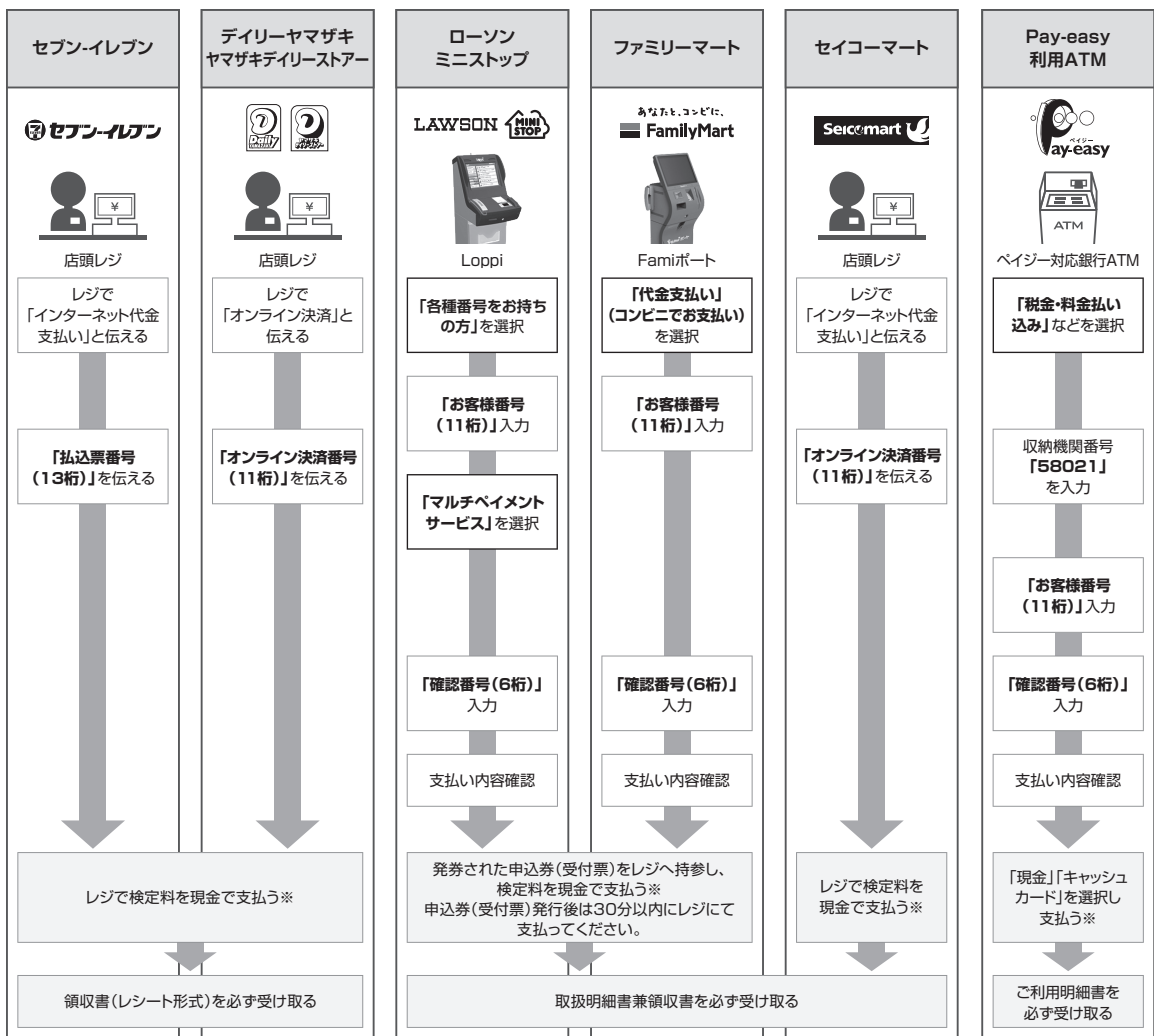 セブン-イレブン
デイリーヤマザキ
ヤマザキデイリーストアー
ローソン
ミニストップ
ファミリーマート
セイコーマート
Pay-easy
利用ATM
セブン-イレブン
Daily
LAWSON
MINI
STOP
あなたと、コンビに、
FamilyMart
Seicomart
ペイジー
Pay-easy
¥
¥
¥
ATM
店頭レジ
店頭レジ
Loppi
Famiポート
店頭レジ
ペイジー対応銀行ATM
レジで
「インターネット代金
支払い」と伝える
レジで
「オンライン決済」と
伝える
「各種番号をお持ち
の方」を選択
「代金支払い」
(コンビニでお支払い)
を選択
レジで
「インターネット代金
支払い」と伝える
「税金・料金払い
込み」などを選択
「お客様番号
(11桁)」入力
「お客様番号
(11桁)」入力
「払込票番号
(13桁)」を伝える
「オンライン決済番号
(11桁)」を伝える
「マルチペイメント
サービス」を選択
「オンライン決済番号
(11桁)」を伝える
収納機関番号
「58021」
を入力
「お客様番号
(11桁)」入力
「確認番号(6桁)」
入力
「確認番号(6桁)」
入力
「確認番号(6桁)」
入力
支払い内容確認
支払い内容確認
支払い内容確認
レジで検定料を現金で支払う※
発券された申込券(受付票)をレジへ持参し、
検定料を現金で支払う※
申込券(受付票)発行後は30分以内にレジにて
支払ってください。
レジで検定料を
現金で支払う※
「現金」「キャッシュ
カード」を選択し
支払う※
領収書(レシート形式)を必ず受け取る
取扱明細書兼領収書を必ず受け取る
ご利用明細書を
必ず受け取る